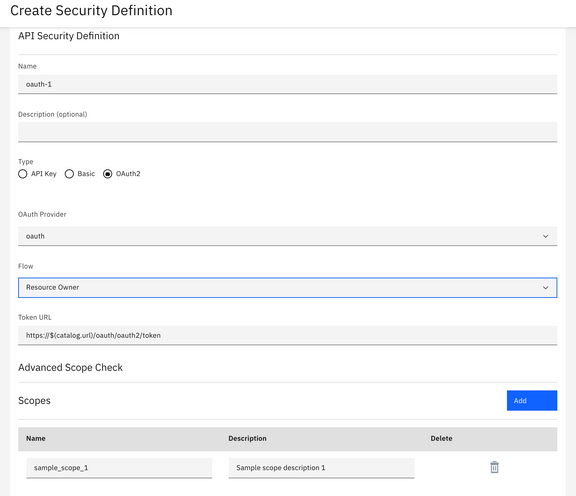 Create Security Definition
API Security Definition
Name
oauth-1
Description (optional)
Type
API Key Basic OAuth2
OAuth Provider
oauth
Flow
Resource Owner
Token URL
https://$(catalog.url)/oauth/oauth2/token
Advanced Scope Check
Scopes Add
Name Description Delete
sample_scope_1 Sample scope description 1